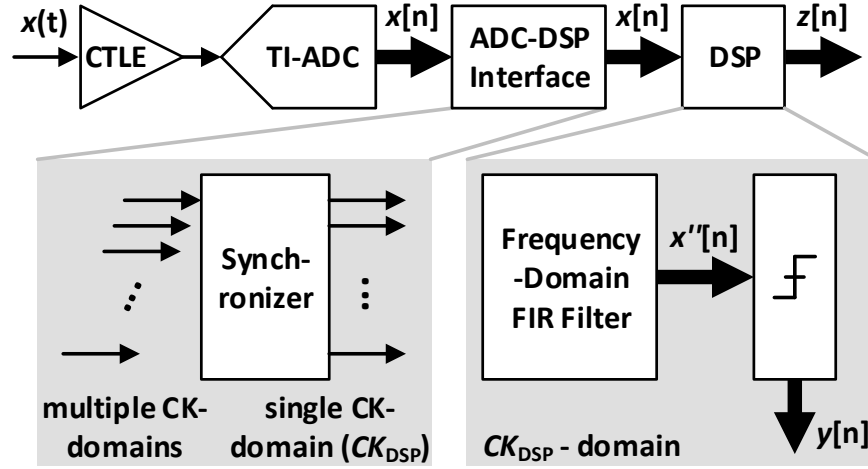 x(t)
CTLE
TI-ADC
x[n]
ADC-DSP
Interface
x[n]
DSP
z[n]
Synch-
ronizer
multiple CK-
domains
single CK-
domain (CKDSP)
Frequency
-Domain
FIR Filter
x''[n]
CKDSP - domain
y[n]